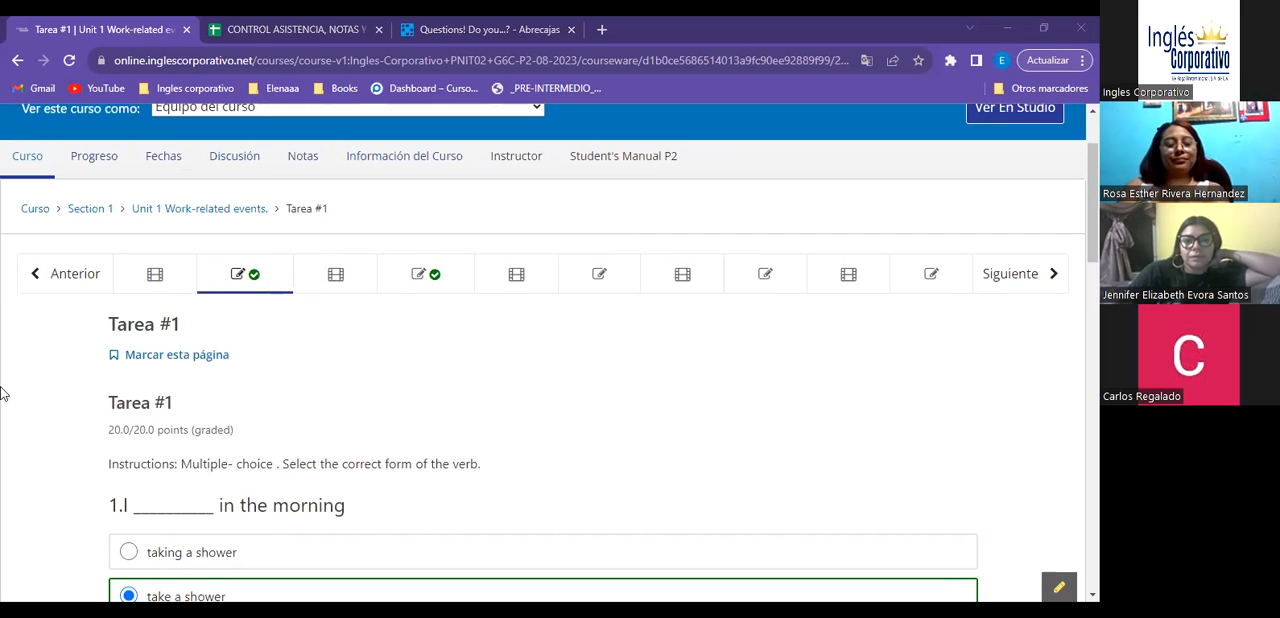 Tarea #1 | Unit 1 Work-related ev
CONTROL ASISTENCIA, NOTAS Y
Questions! Do you...? - Abrecajas
online.inglescorporativo.net/courses/course-v1:Ingles-Corporativo+PNIT02+G6C-P2-08-2023/courseware/d1b0ce5686514013a9fc90ee92889f99/2...
E
Actualizar
Gmail
YouTube
Ingles corporativo
Elenaaa
Books
Dashboard – Curso...
_PRE-INTERMEDIO_...
Otros marcadores
Ver este curso como:
Equipo del curso
Ver En Studio
Curso
Progreso
Fechas
Discusión
Notas
Información del Curso
Instructor
Student's Manual P2
Curso > Section 1 > Unit 1 Work-related events. > Tarea #1
Anterior
Siguiente
Tarea #1
Marcar esta página
Tarea #1
20.0/20.0 points (graded)
Instructions: Multiple- choice . Select the correct form of the verb.
1.I __________ in the morning
taking a shower
take a shower
Inglés
Corporativo
Ingles Corporativo
Rosa Esther Rivera Hernandez
Jennifer Elizabeth Evora Santos
C
Carlos Regalado